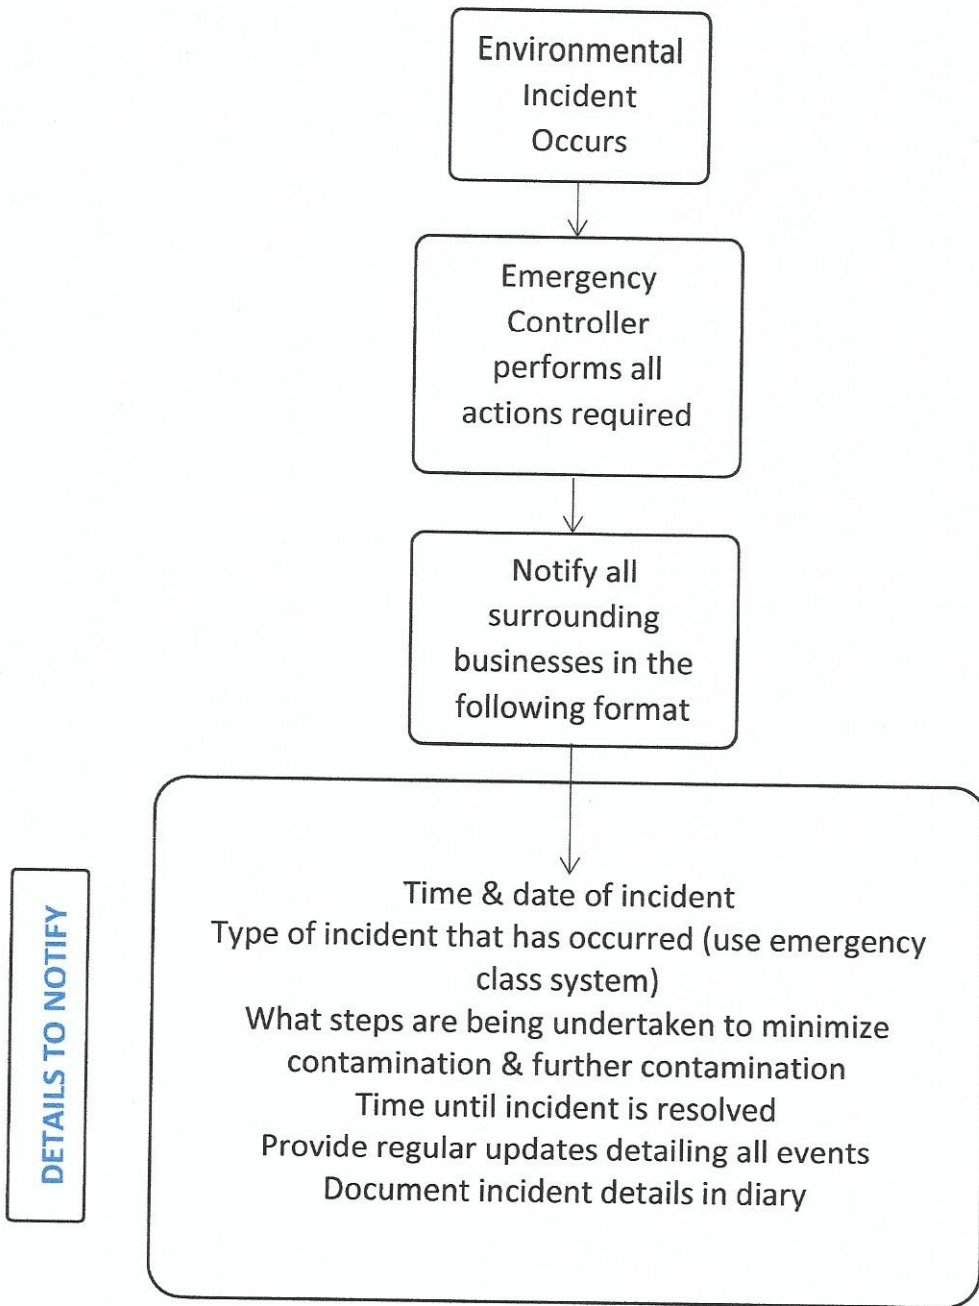 Environmental
Incident
Occurs
Emergency
Controller
performs all
actions required
Notify all
surrounding
businesses in the
following format
DETAILS TO NOTIFY
Time & date of incident
Type of incident that has occurred (use emergency
class system)
What steps are being undertaken to minimize
contamination & further contamination
Time until incident is resolved
Provide regular updates detailing all events
Document incident details in diary